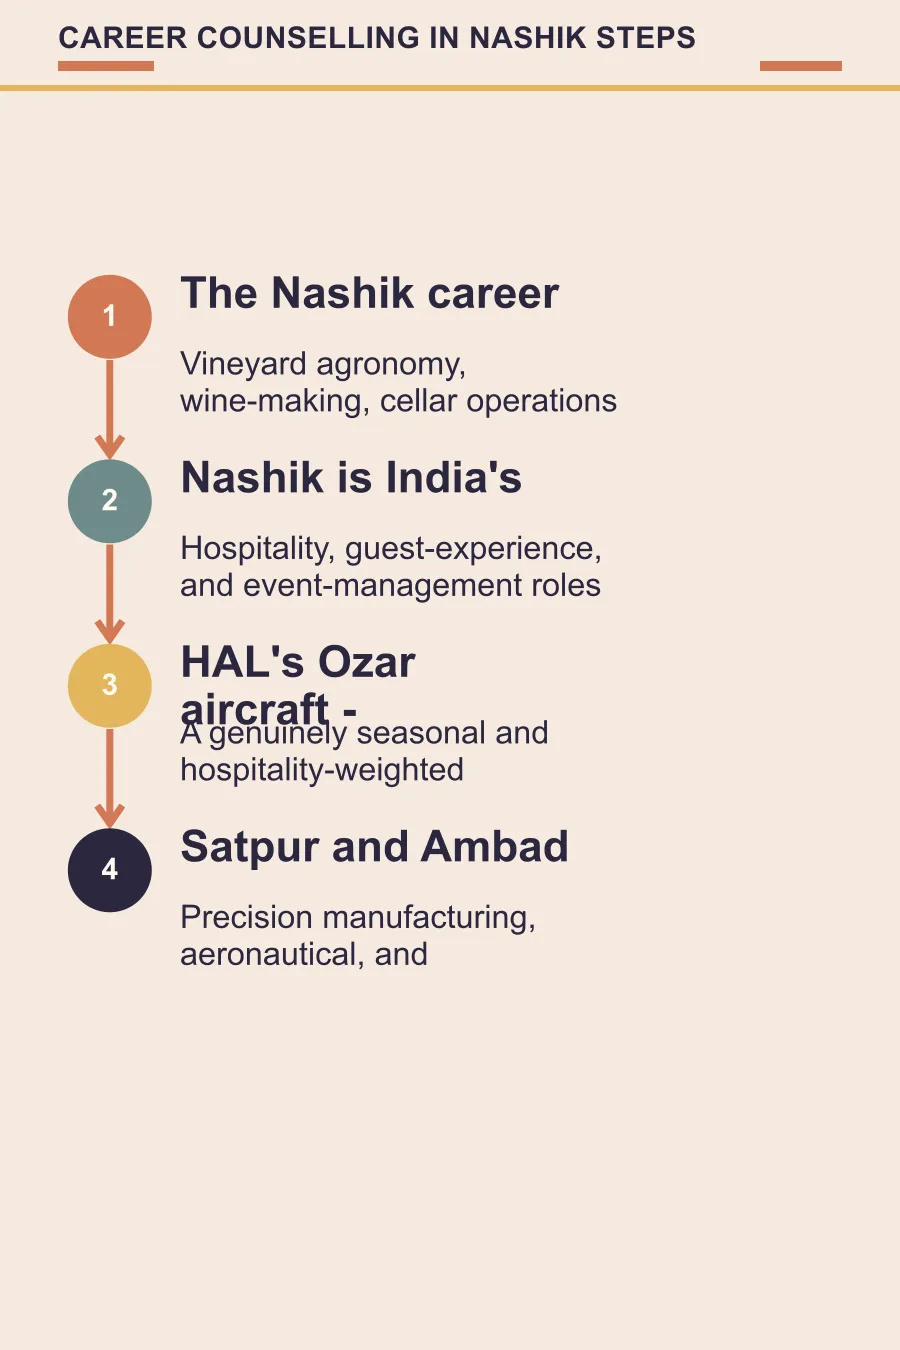 CAREER COUNSELLING IN NASHIK STEPS
1
The Nashik career
Vineyard agronomy,
wine-making, cellar operations
2
Nashik is India's
Hospitality, guest-experience,
and event-management roles
3
HAL's Ozar
aircraft -
A genuinely seasonal and
hospitality-weighted
4
Satpur and Ambad
Precision manufacturing,
aeronautical, and